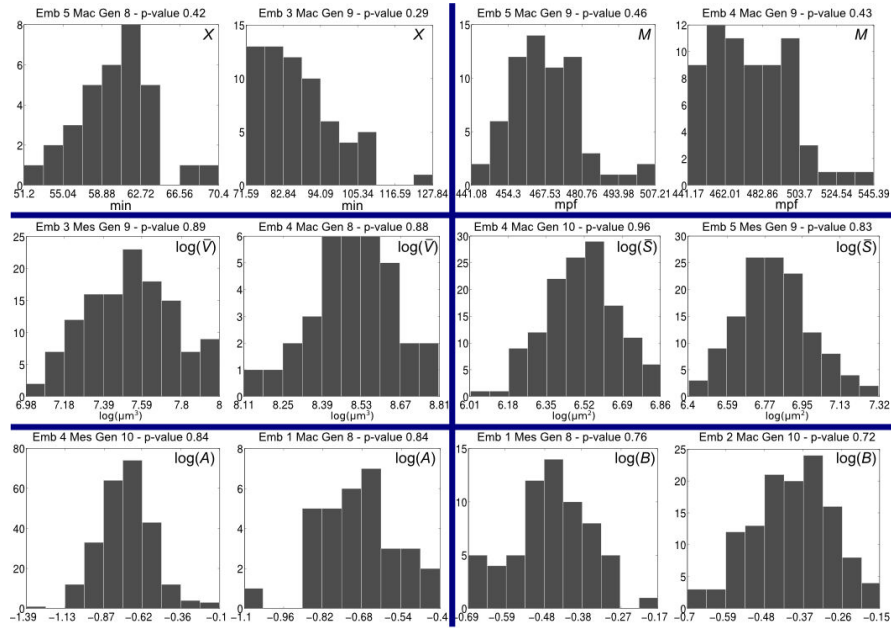 Emb 5 Mac Gen 8 - p-value 0.42
X
8
6
4
2
0
51.2 55.04 58.88 62.72 66.56 70.4
min
Emb 3 Mac Gen 9 - p-value 0.29
X
15
10
5
0
71.59 82.84 94.09 105.34 116.59 127.84
min
Emb 5 Mac Gen 9 - p-value 0.46
M
15
10
5
0
441.08 454.3 467.53 480.76 493.98 507.21
mpf
Emb 4 Mac Gen 9 - p-value 0.43
M
12
10
8
6
4
2
0
441.17 462.01 482.86 503.7 524.54 545.39
mpf
Emb 3 Mes Gen 9 - p-value 0.89
log(V̄)
25
20
15
10
5
0
6.98 7.18 7.39 7.59 7.8 8
log(μm³)
Emb 4 Mac Gen 8 - p-value 0.88
log(V̄)
6
5
4
3
2
1
0
8.11 8.25 8.39 8.53 8.67 8.81
log(μm³)
Emb 4 Mac Gen 10 - p-value 0.96
log(S̄)
30
25
20
15
10
5
0
6.01 6.18 6.35 6.52 6.69 6.86
log(μm²)
Emb 5 Mes Gen 9 - p-value 0.83
log(S̄)
30
25
20
15
10
5
0
6.4 6.59 6.77 6.95 7.13 7.32
log(μm²)
Emb 4 Mes Gen 10 - p-value 0.84
log(A)
80
60
40
20
0
−1.39 −1.13 −0.87 −0.62 −0.36 −0.1
Emb 1 Mac Gen 8 - p-value 0.84
log(A)
8
6
4
2
0
−1.1 −0.96 −0.82 −0.68 −0.54 −0.4
Emb 1 Mes Gen 8 - p-value 0.76
log(B)
15
10
5
0
−0.69 −0.58 −0.48 −0.38 −0.27 −0.17
Emb 2 Mac Gen 10 - p-value 0.72
log(B)
25
20
15
10
5
0
−0.7 −0.59 −0.48 −0.37 −0.26 −0.15